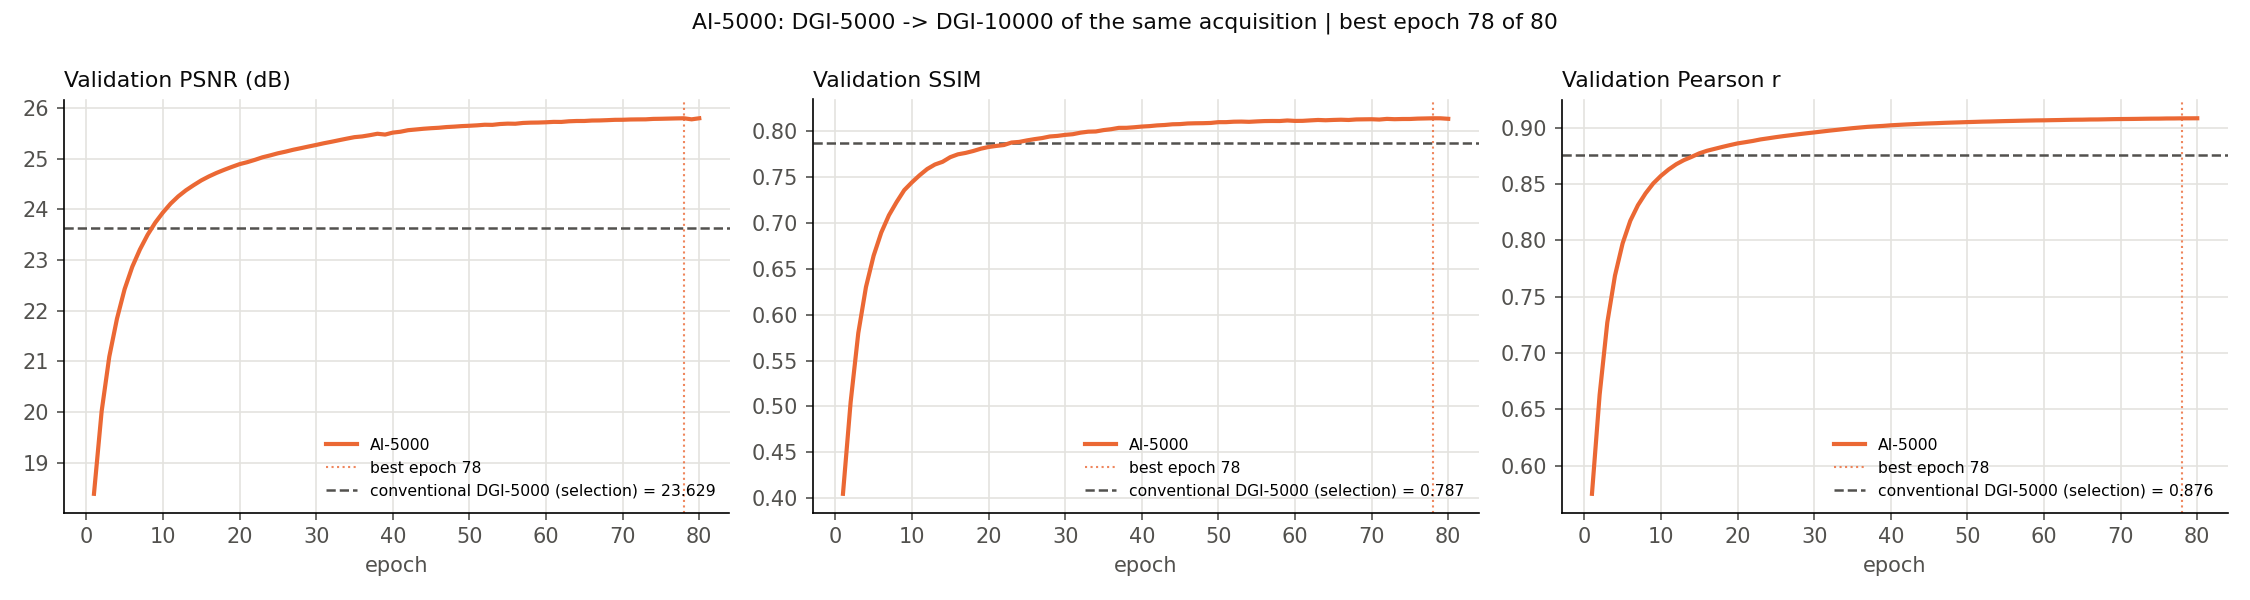 AI-5000: DGI-5000 -> DGI-10000 of the same acquisition | best epoch 78 of 80
Validation PSNR (dB)
26
25
24
23
22
21
20
19
AI-5000
best epoch 78
conventional DGI-5000 (selection) = 23.629
0 10 20 30 40 50 60 70 80
epoch
Validation SSIM
0.80
0.75
0.70
0.65
0.60
0.55
0.50
0.45
0.40
AI-5000
best epoch 78
conventional DGI-5000 (selection) = 0.787
0 10 20 30 40 50 60 70 80
epoch
Validation Pearson r
0.90
0.85
0.80
0.75
0.70
0.65
0.60
AI-5000
best epoch 78
conventional DGI-5000 (selection) = 0.876
0 10 20 30 40 50 60 70 80
epoch